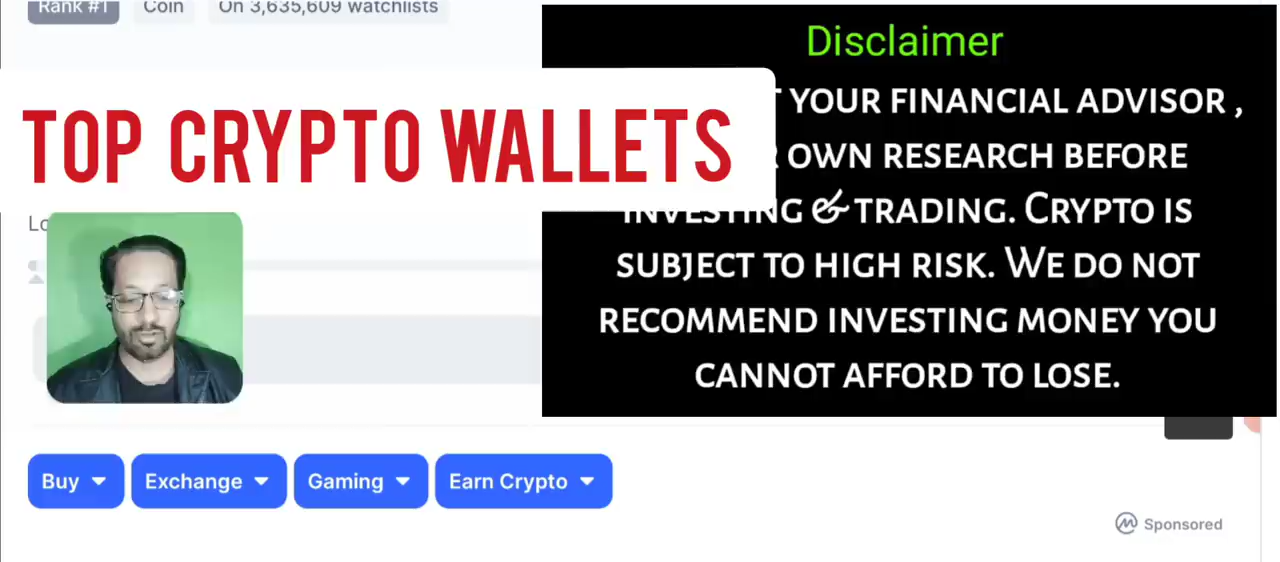 Rank #1 Coin On 3,635,609 watchlists
Disclaimer
YOUR FINANCIAL ADVISOR ,
OWN RESEARCH BEFORE
INVESTING & TRADING. CRYPTO IS
SUBJECT TO HIGH RISK. WE DO NOT
RECOMMEND INVESTING MONEY YOU
CANNOT AFFORD TO LOSE.
TOP CRYPTO WALLETS
Buy Exchange Gaming Earn Crypto
Sponsored